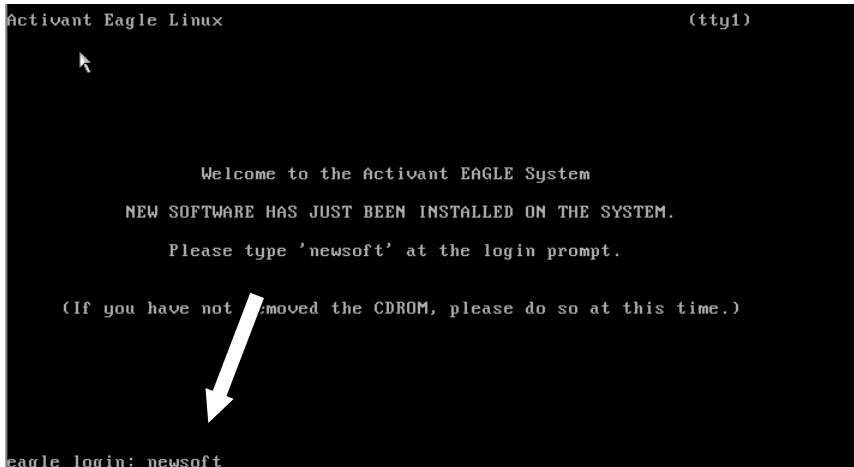 Activant Eagle Linux (tty1)
Welcome to the Activant EAGLE System
NEW SOFTWARE HAS JUST BEEN INSTALLED ON THE SYSTEM.
Please type 'newsoft' at the login prompt.
(If you have not emoved the CDROM, please do so at this time.)
eagle login: newsoft